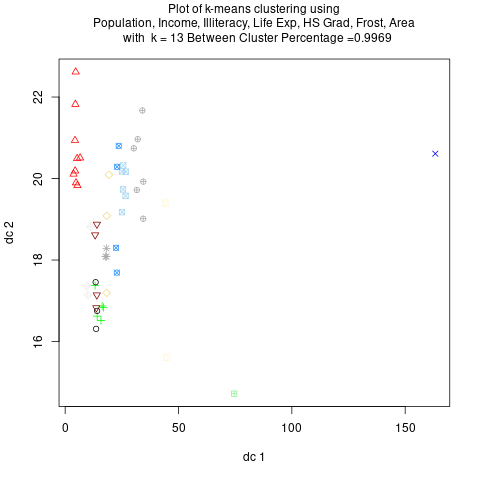 Plot of k-means clustering using
Population, Income, Illiteracy, Life Exp, HS Grad, Frost, Area
with  k = 13 Between Cluster Percentage =0.9969
22
20
18
16
dc 2
0
50
100
150
dc 1